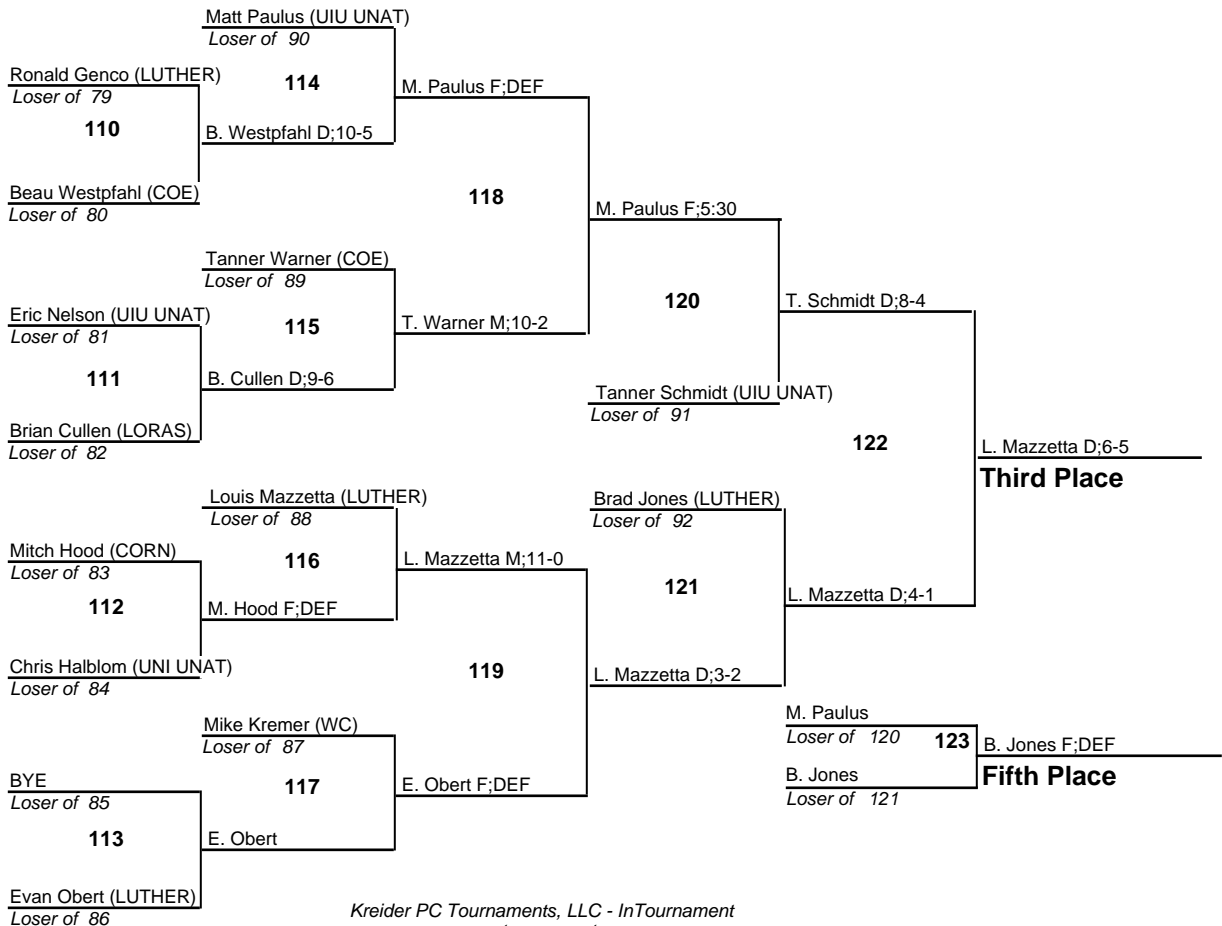 Matt Paulus (UIU UNAT)
Loser of 90
Ronald Genco (LUTHER)
Loser of 79
114
M. Paulus F;DEF
110
B. Westpfahl D;10-5
Beau Westpfahl (COE)
Loser of 80
118
M. Paulus F;5:30
Tanner Warner (COE)
Loser of 89
120
T. Schmidt D;8-4
Eric Nelson (UIU UNAT)
Loser of 81
115
T. Warner M;10-2
111
B. Cullen D;9-6
Tanner Schmidt (UIU UNAT)
Loser of 91
Brian Cullen (LORAS)
Loser of 82
122
L. Mazzetta D;6-5
Third Place
Louis Mazzetta (LUTHER)
Loser of 88
Brad Jones (LUTHER)
Loser of 92
Mitch Hood (CORN)
Loser of 83
116
L. Mazzetta M;11-0
121
112
M. Hood F;DEF
L. Mazzetta D;4-1
Chris Halblom (UNI UNAT)
Loser of 84
119
L. Mazzetta D;3-2
Mike Kremer (WC)
Loser of 87
M. Paulus
Loser of 120
123
B. Jones F;DEF
Fifth Place
BYE
Loser of 85
117
E. Obert F;DEF
B. Jones
Loser of 121
113
E. Obert
Evan Obert (LUTHER)
Loser of 86
Kreider PC Tournaments, LLC - InTournament